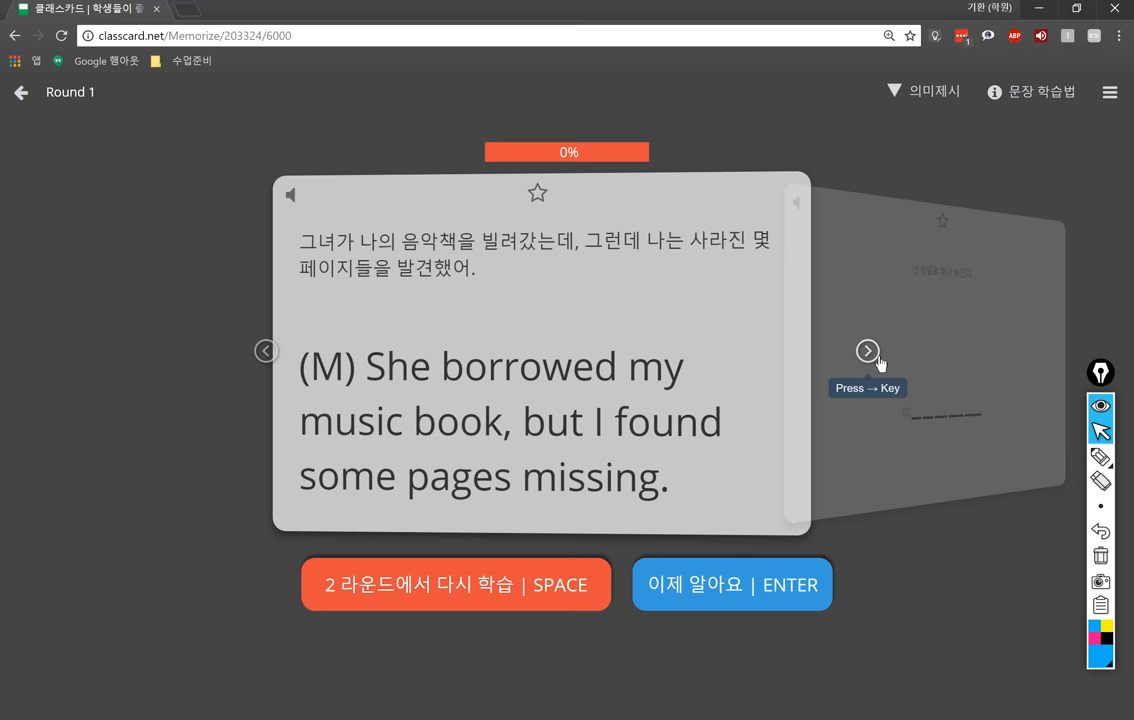 클래스카드 | 학생들이
기환 (학원)
classcard.net/Memorize/203324/6000
앱
Google 행아웃
수업준비
1
ABP
Round 1
의미제시
문장 학습법
0%
그녀가 나의 음악책을 빌려갔는데, 그런데 나는 사라진 몇
페이지들을 발견했어.
(M) She borrowed my
music book, but I found
some pages missing.
Press → Key
2 라운드에서 다시 학습 | SPACE
이제 알아요 | ENTER